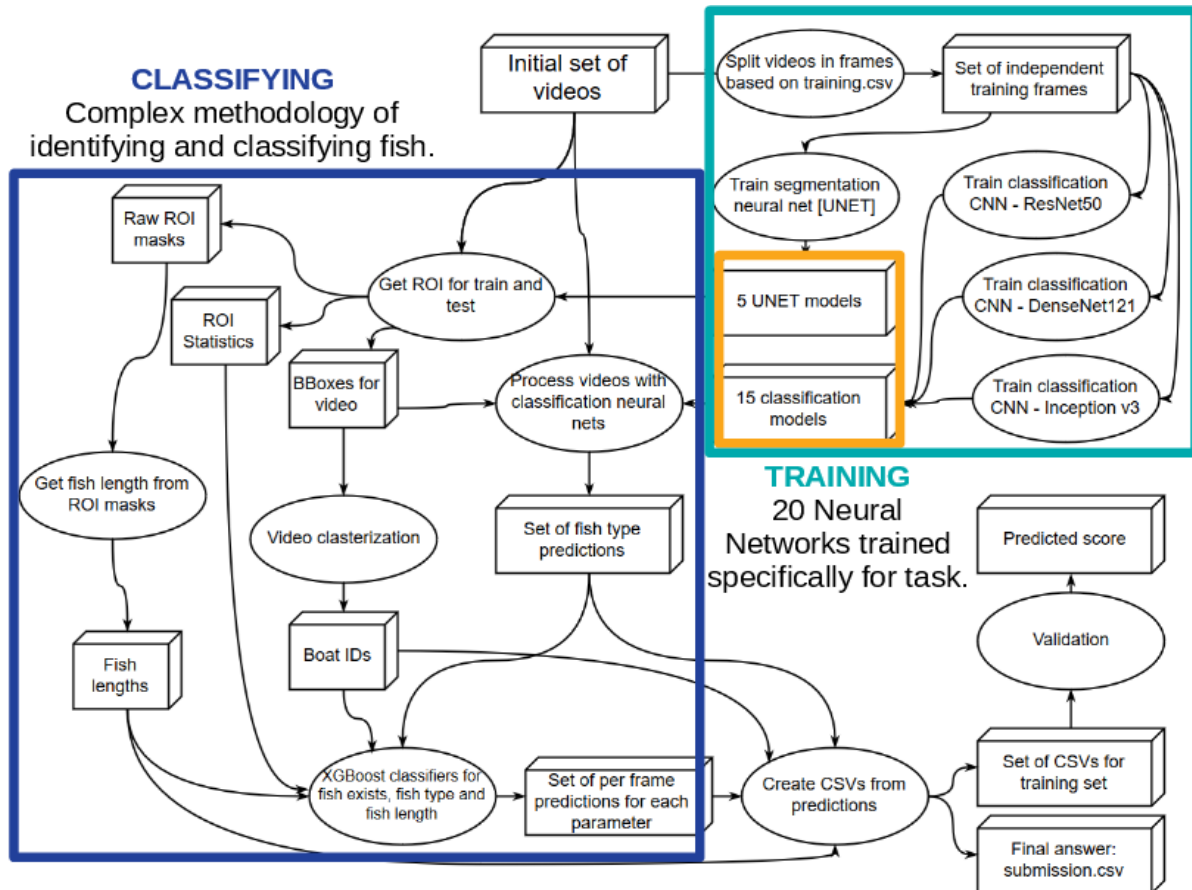 CLASSIFYING
Complex methodology of
identifying and classifying fish.
Initial set of
videos
Split videos in frames
based on training.csv
Set of independent
training frames
Train segmentation
neural net [UNET]
Train classification
CNN - ResNet50
Raw ROI
masks
Get ROI for train and
test
5 UNET models
Train classification
CNN - DenseNet121
ROI
Statistics
BBoxes for
video
Process videos with
classification neural
nets
15 classification
models
Train classification
CNN - Inception v3
Get fish length from
ROI masks
TRAINING
20 Neural
Networks trained
specifically for task.
Video clasterization
Set of fish type
predictions
Predicted score
Validation
Fish
lengths
Boat IDs
XGBoost classifiers for
fish exists, fish type and
fish length
Set of per frame
predictions for each
parameter
Create CSVs from
predictions
Set of CSVs for
training set
Final answer:
submission.csv